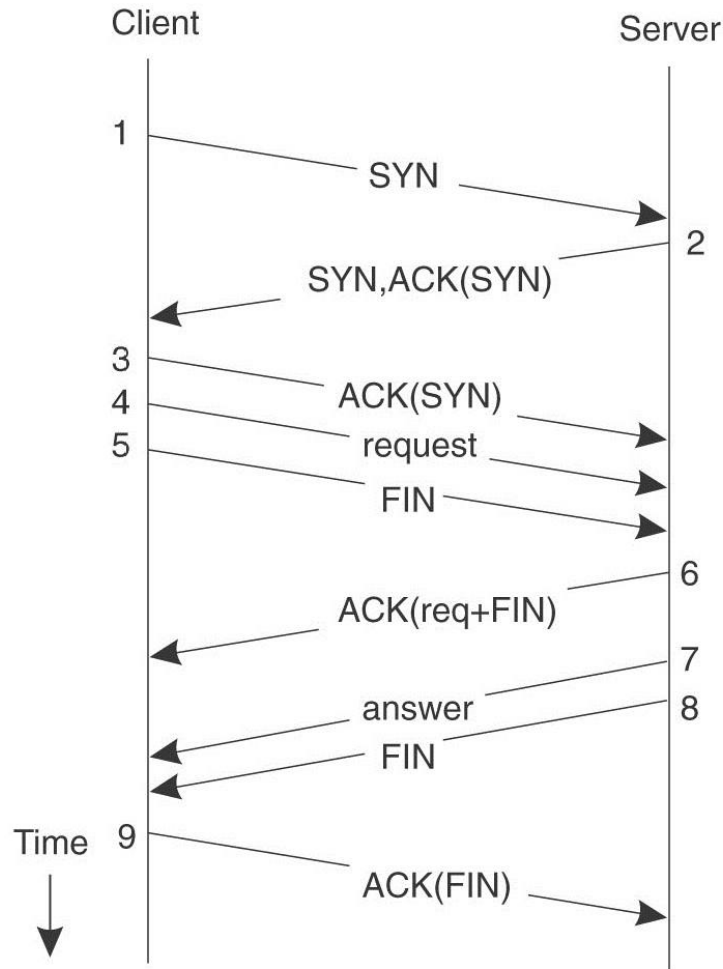 Client
Server
1
SYN
2
SYN,ACK(SYN)
3
ACK(SYN)
4
request
5
FIN
6
ACK(req+FIN)
7
answer
8
FIN
Time
9
ACK(FIN)